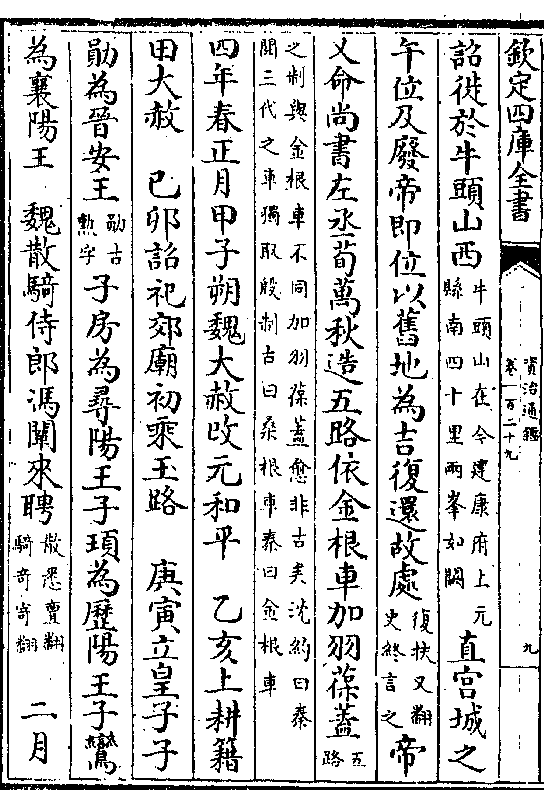 欽定四庫全書
資治通鑑
卷一百二十九
九
詔徙於牛頭山西牛頭山在今建康府上元縣南四十里兩峯如闕直宫城之
午位及廢帝即位以舊地為吉復還故處復扶又翻史終言之帝
又命尚書左丞荀萬秋造五路依金根車加羽葆蓋五路
之制與金根車不同加羽葆蓋愈非古矣沈約曰秦閲三代之車獨取殷制古曰桑根車秦曰金根車
四年春正月甲子朔魏大赦改元和平 乙亥上耕籍
田大赦 己卯詔祀郊廟初乘玉路 庚寅立皇子子
勛為晉安王勛古勲字子房為尋陽王子頊為歷陽王子鸞
為襄陽王 魏散騎侍郎馮闡來聘散悉亶翻騎奇寄翻二月